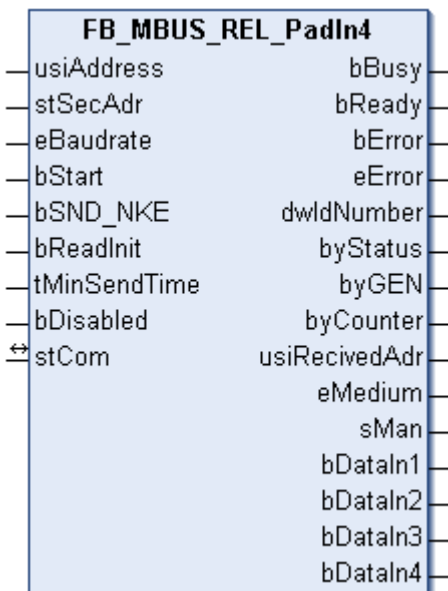 FB_MBUS_REL_PadIn4
usiAddress bBusy
stSecAdr bReady
eBaudrate bError
bStart eError
bSND_NKE dwIdNumber
bReadInit byStatus
tMinSendTime byGEN
bDisabled byCounter
stCom usiRecivedAdr
eMedium
sMan
bDataIn1
bDataIn2
bDataIn3
bDataIn4